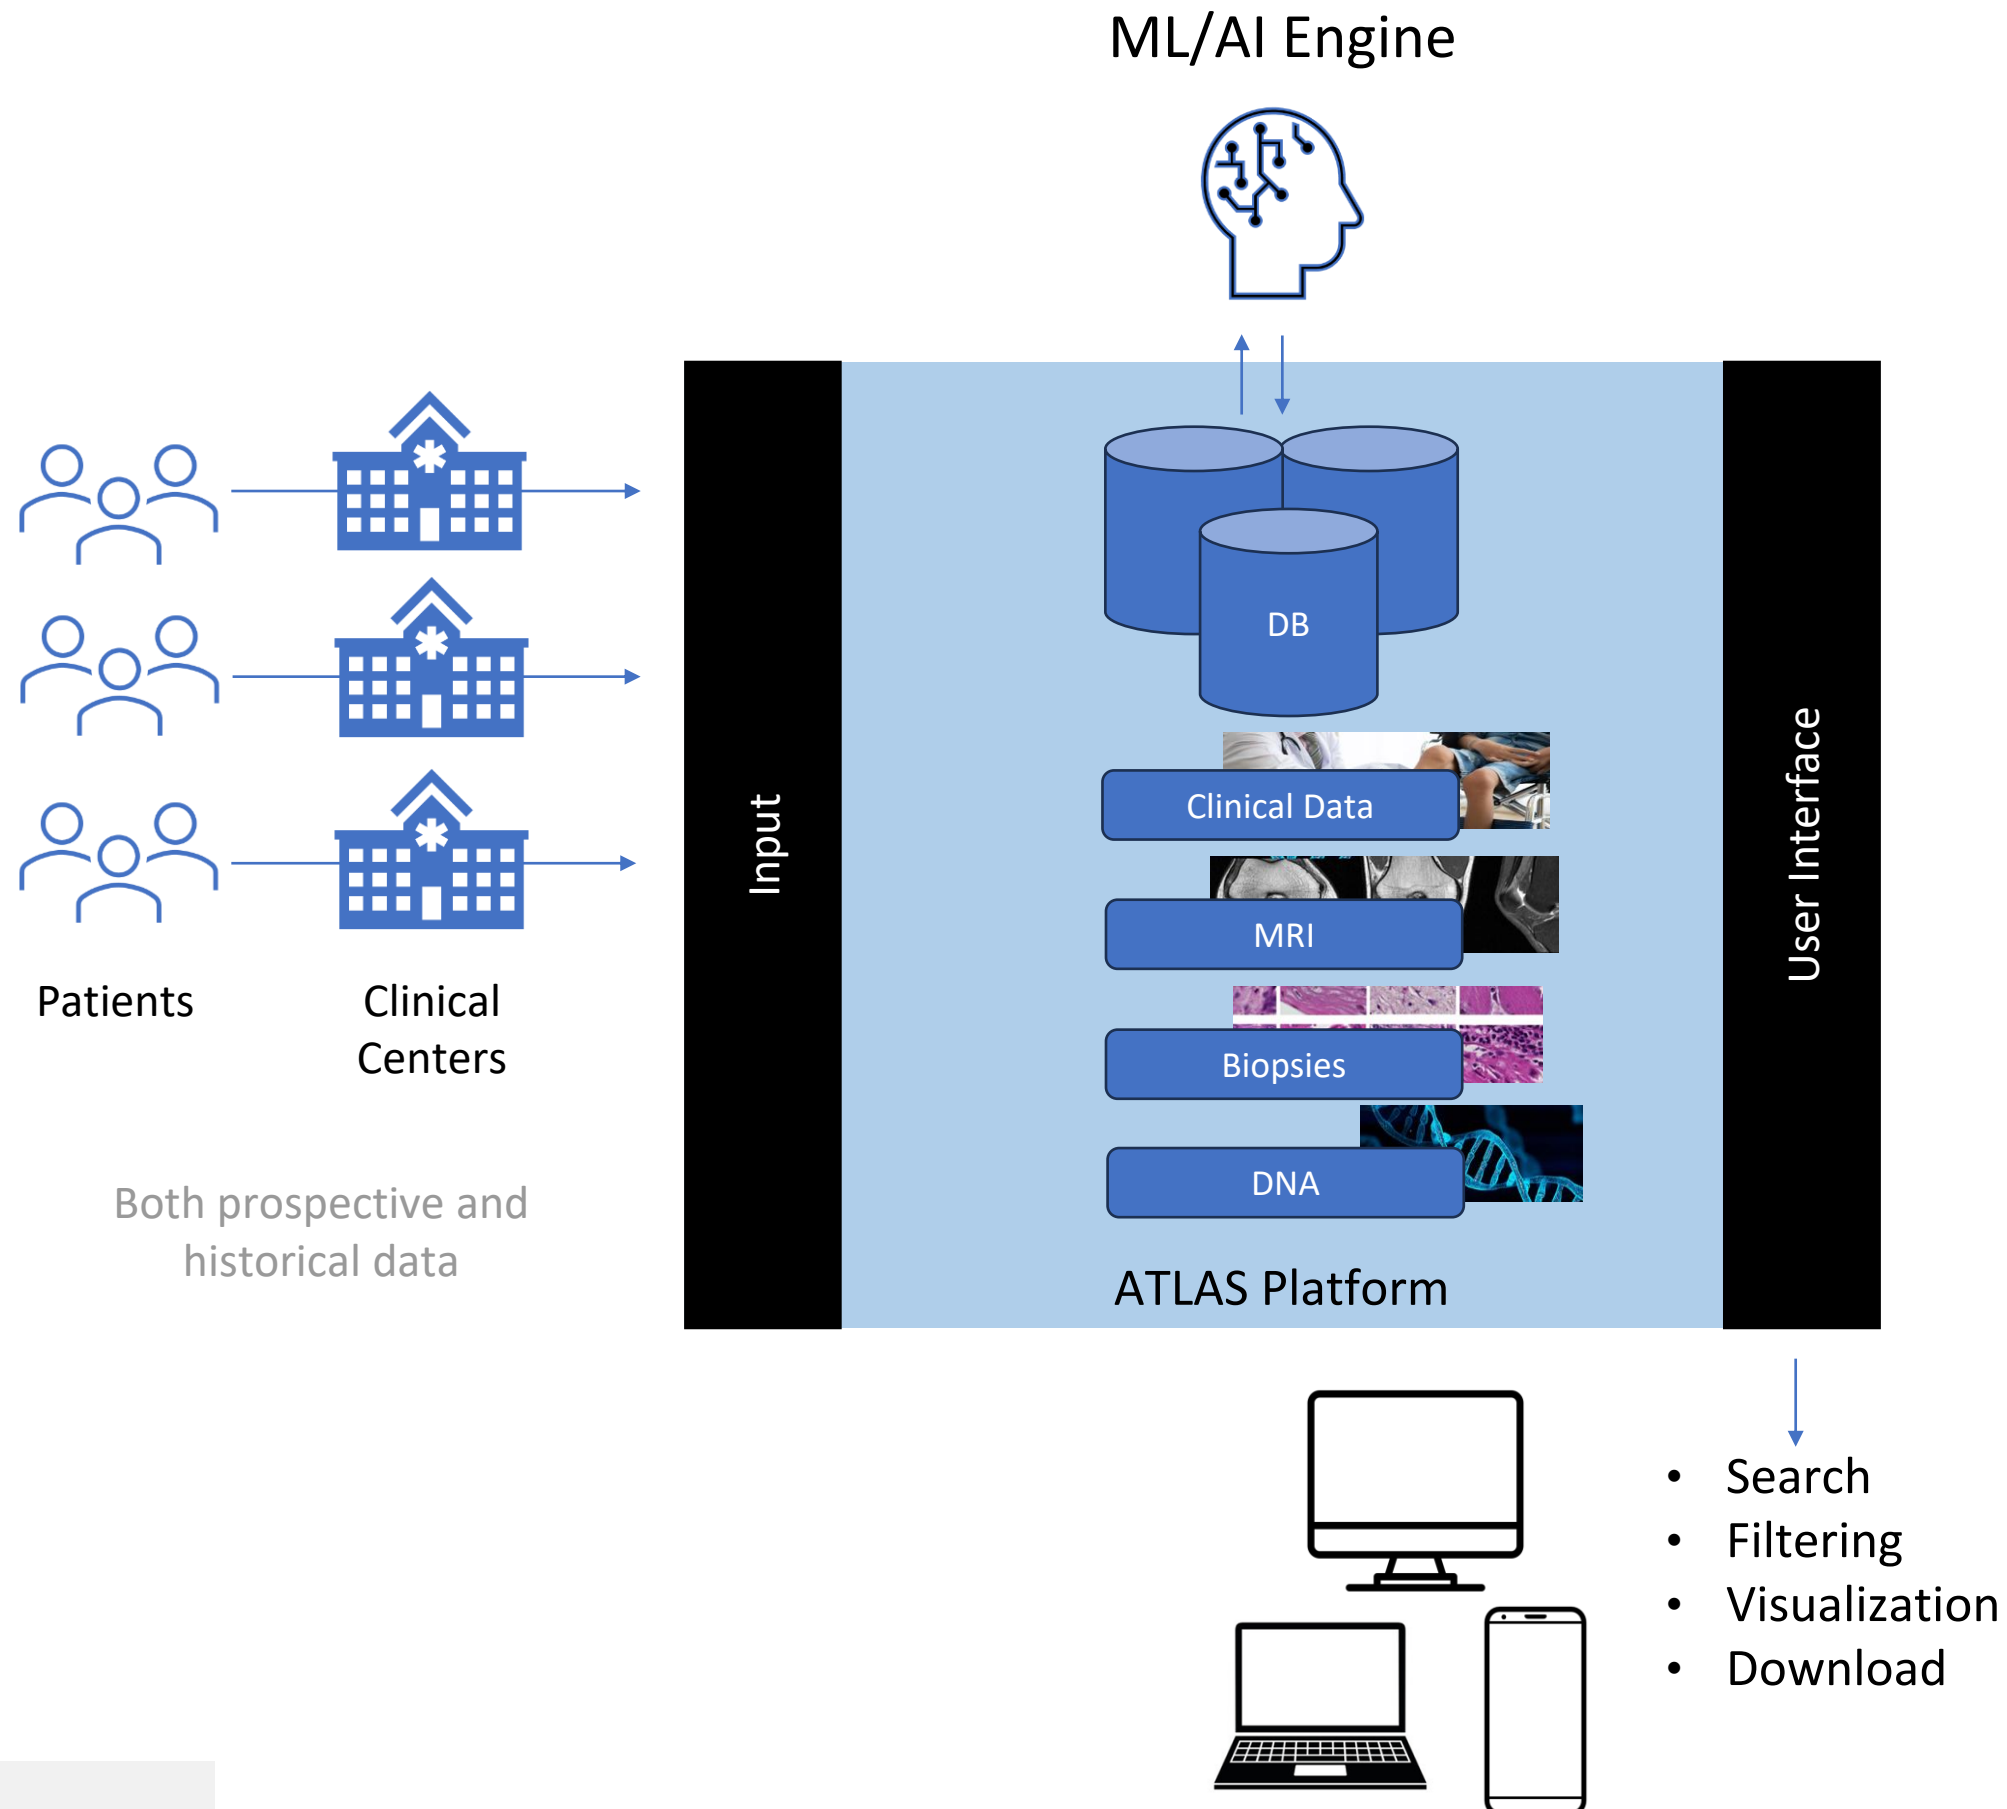 ML/AI Engine
Patients
Clinical
Centers
Both prospective and
historical data
Input
DB
Clinical Data
MRI
Biopsies
DNA
ATLAS Platform
User Interface
• Search
• Filtering
• Visualization
• Download